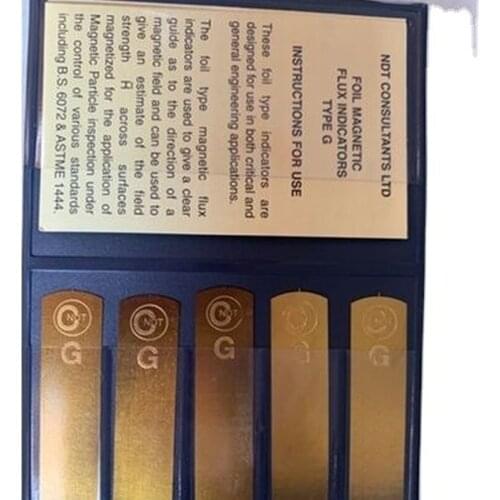 NDT CONSULTANTS LTD
FOIL MAGNETIC
FLUX INDICATORS
TYPE G
INSTRUCTIONS FOR USE
These foil type indicators are
designed for use in both critical and
general engineering applications.
The foil type magnetic flux
indicators are used to give a clear
guide as to the direction of a
magnetic field and can be used to
give an estimate of the field
strength H across surfaces
magnetized for the application of
Magnetic Particle inspection under
the control of various standards
including B.S. 6072 & ASTME 1444.
NDT
G
NDT
G
NDT
G
G
G